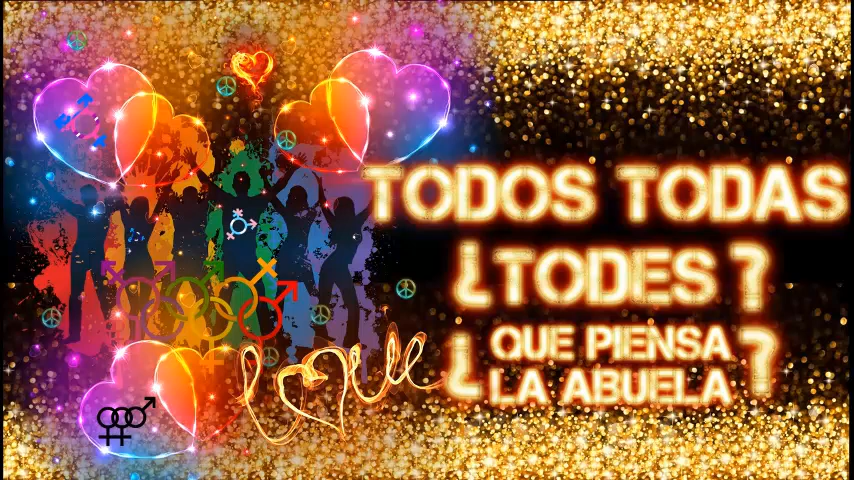 TODOS TODAS
¿TODES?
¿QUE PIENSA
LA ABUELA?
Love